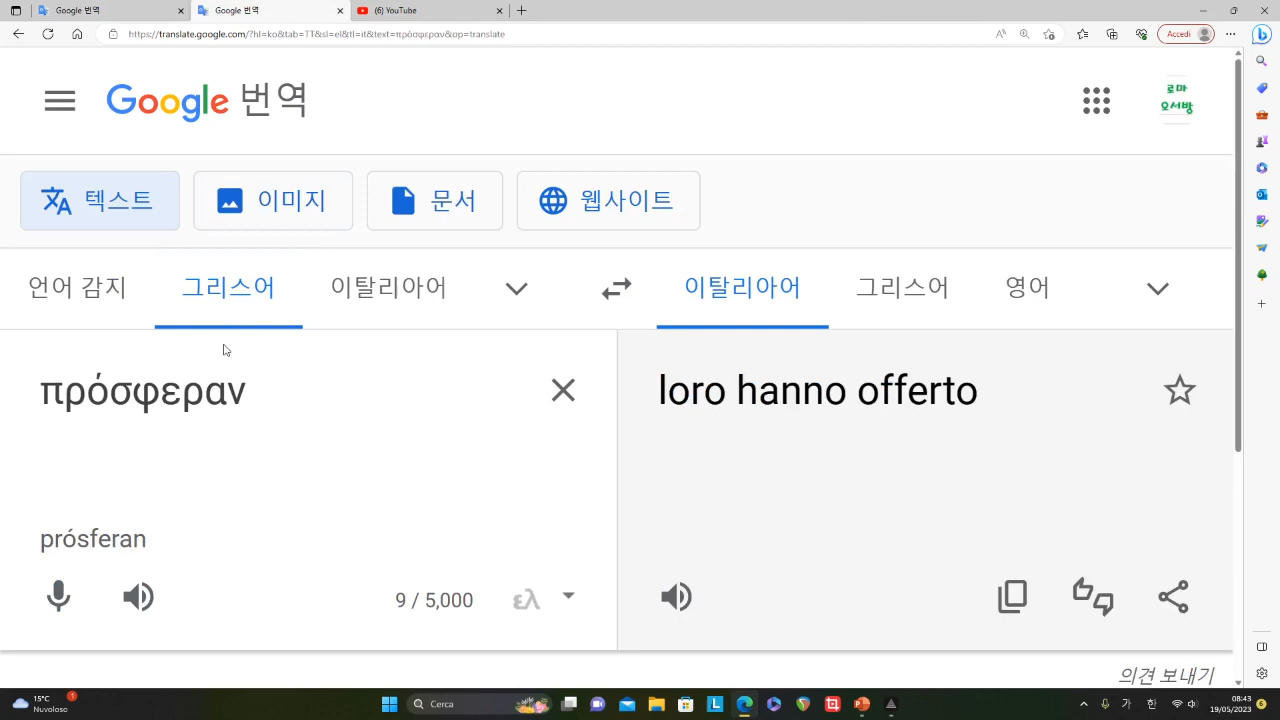 Google 번역
Google 번역
(6) YouTube
https://translate.google.com/?hl=ko&tab=TT&sl=el&tl=it&text=πρόσφεραν&op=translate
Accedi
Google 번역
로마
오서방
텍스트
이미지
문서
웹사이트
언어 감지
그리스어
이탈리아어
이탈리아어
그리스어
영어
πρόσφεραν
loro hanno offerto
prósferan
9 / 5,000
ελ
의견 보내기
15°C
Nuvoloso
1
Cerca
L
가
한
08:43
19/05/2023
6